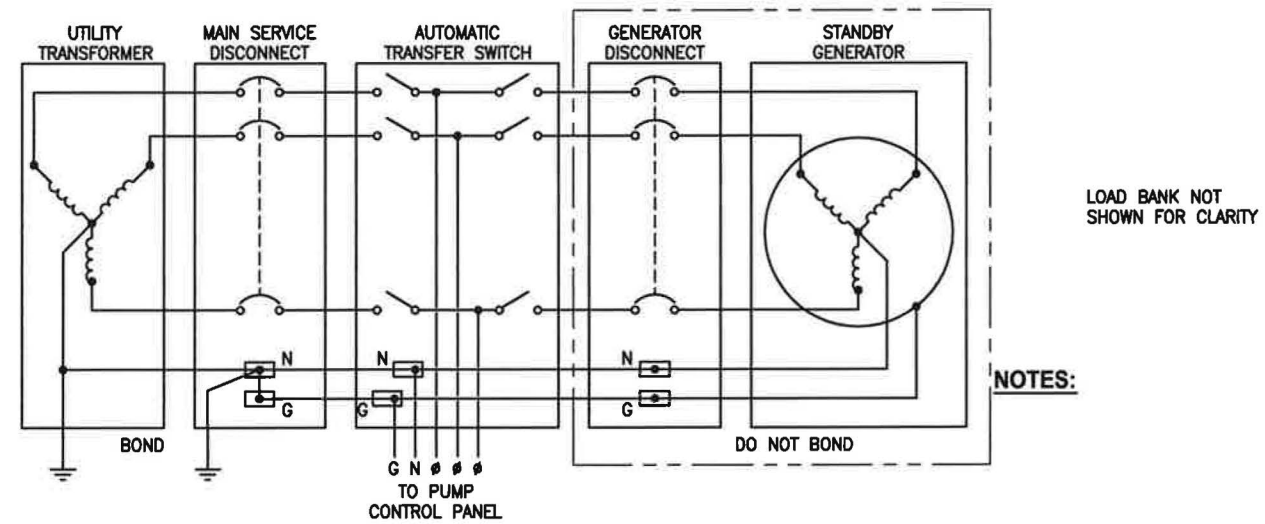 UTILITY
TRANSFORMER
MAIN SERVICE
DISCONNECT
AUTOMATIC
TRANSFER SWITCH
GENERATOR
DISCONNECT
STANDBY
GENERATOR
LOAD BANK NOT
SHOWN FOR CLARITY
N
N
N
NOTES:
G
G
G
BOND
DO NOT BOND
G N ø ø ø
TO PUMP
CONTROL PANEL